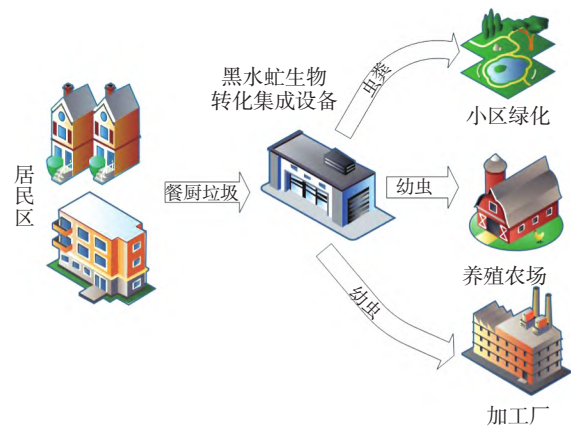 居民区
餐厨垃圾
黑水虻生物
转化集成设备
虫粪
小区绿化
幼虫
养殖农场
幼虫
加工厂